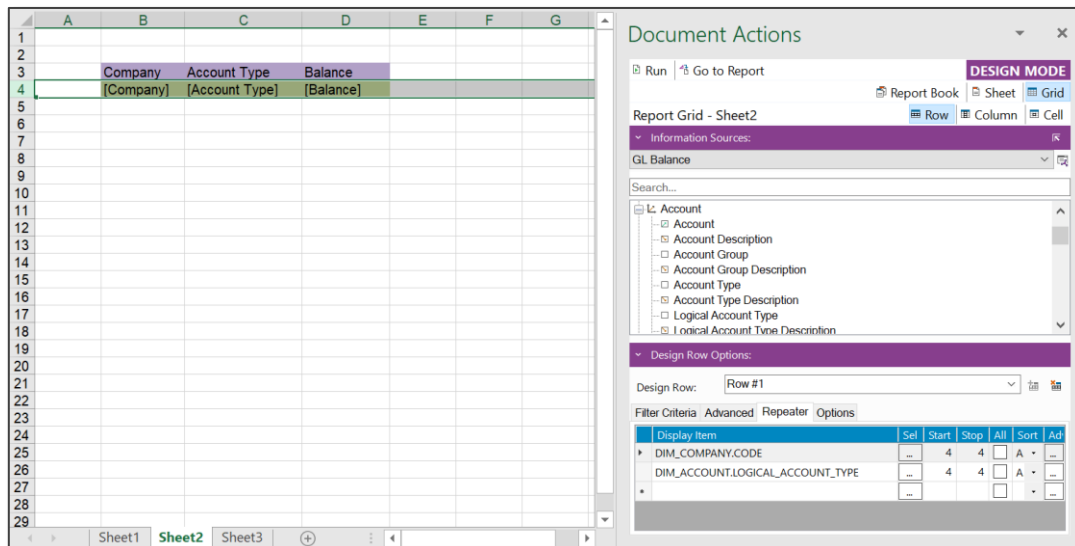 A B C D E F G
1
2
3 Company Account Type Balance
4 [Company] [Account Type] [Balance]
5
6
7
8
9
10
11
12
13
14
15
16
17
18
19
20
21
22
23
24
25
26
27
28
29
Sheet1 Sheet2 Sheet3
Document Actions
Run Go to Report DESIGN MODE
Report Book Sheet Grid
Report Grid - Sheet2 Row Column Cell
Information Sources:
GL Balance
Search...
Account
Account
Account Description
Account Group
Account Group Description
Account Type
Account Type Description
Logical Account Type
Logical Account Type Description
Design Row Options:
Design Row: Row #1
Filter Criteria Advanced Repeater Options
Display Item Sel Start Stop All Sort Ad
DIM_COMPANY.CODE ... 4 4 A ...
DIM_ACCOUNT.LOGICAL_ACCOUNT_TYPE ... 4 4 A ...
... ...